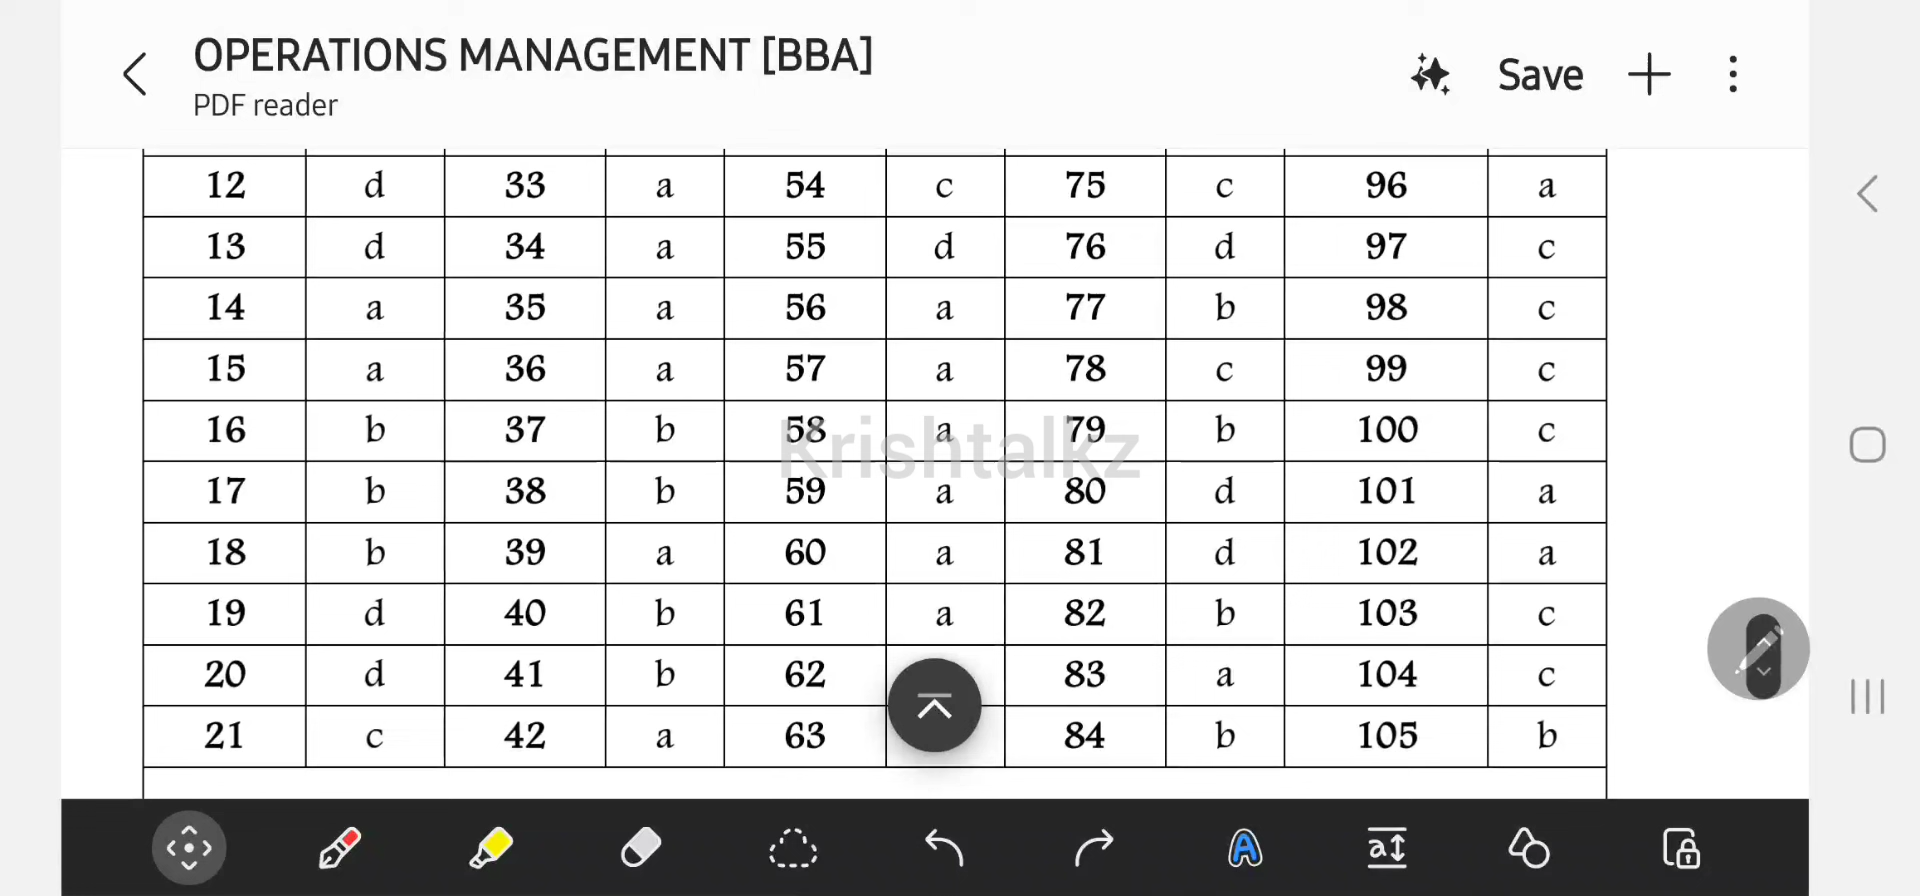 OPERATIONS MANAGEMENT [BBA]
PDF reader
Save
12 d 33 a 54 c 75 c 96 a
13 d 34 a 55 d 76 d 97 c
14 a 35 a 56 a 77 b 98 c
15 a 36 a 57 a 78 c 99 c
16 b 37 b 58 a 79 b 100 c
Krishtalkz
17 b 38 b 59 a 80 d 101 a
18 b 39 a 60 a 81 d 102 a
19 d 40 b 61 a 82 b 103 c
20 d 41 b 62 83 a 104 c
21 c 42 a 63 84 b 105 b
A
a